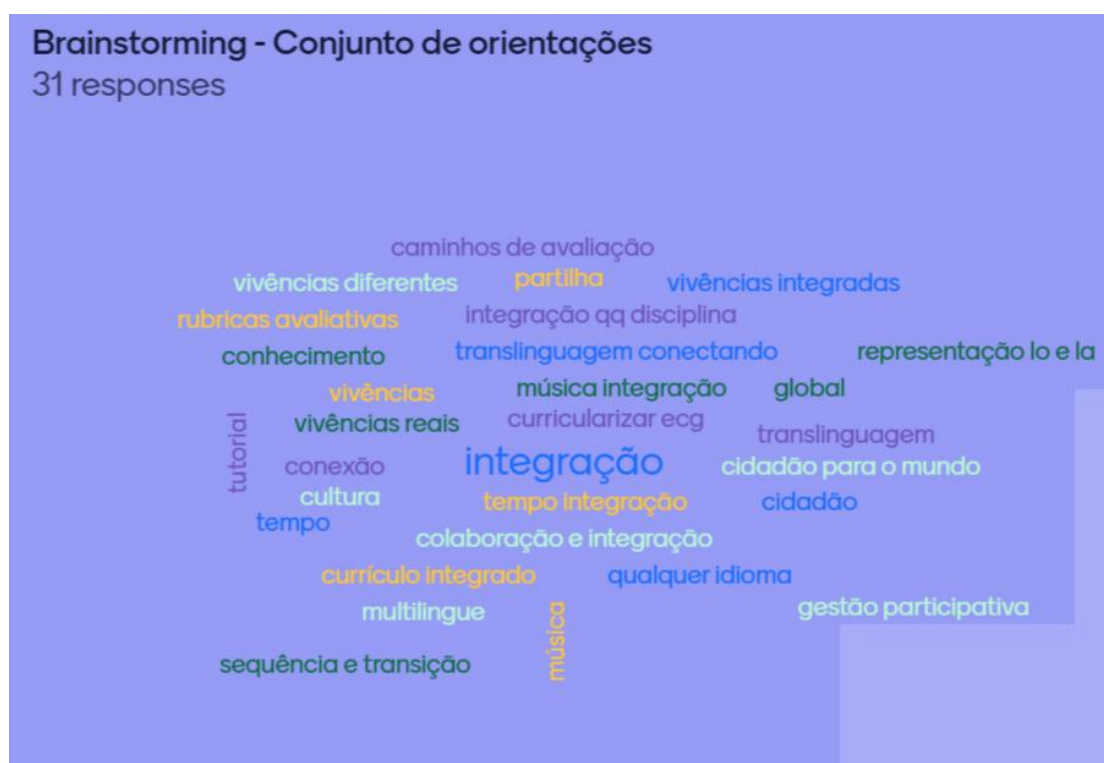 Brainstorming - Conjunto de orientações
31 responses
caminhos de avaliação
vivências diferentes
partilha
vivências integradas
rubricas avaliativas
integração qq disciplina
conhecimento
translinguagem conectando
representação lo e la
vivências
música integração
global
tutorial
vivências reais
curricularizar ecg
translinguagem
conexão
integração
cidadão para o mundo
cultura
tempo integração
cidadão
tempo
colaboração e integração
currículo integrado
qualquer idioma
multilingue
música
gestão participativa
sequência e transição